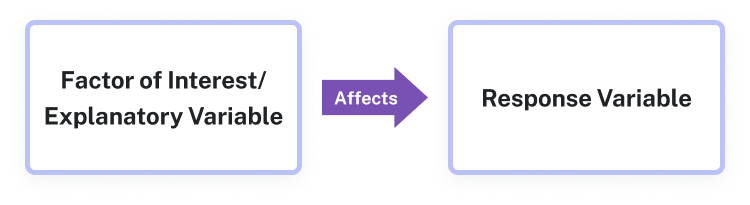 Factor of Interest/
Explanatory Variable
Affects
Response Variable